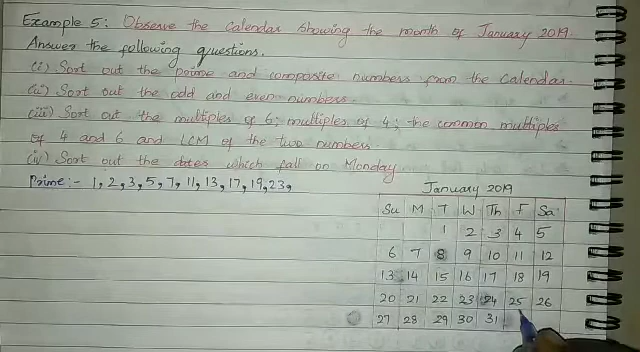 Example 5: Observe the Calendar showing the month of January 2019.
Answer the following questions.
(i) Sort out the prime and composite numbers from the Calendar.
(ii) Sort out the odd and even numbers.
(iii) Sort out the multiples of 6; multiples of 4; the common multiples
of 4 and 6 and LCM of the two numbers.
(iv) Sort out the dates which fall on Monday.
Prime:- 1, 2, 3, 5, 7, 11, 13, 17, 19, 23,
January 2019
Su M T W Th F Sa
1 2 3 4 5
6 7 8 9 10 11 12
13 14 15 16 17 18 19
20 21 22 23 24 25 26
27 28 29 30 31